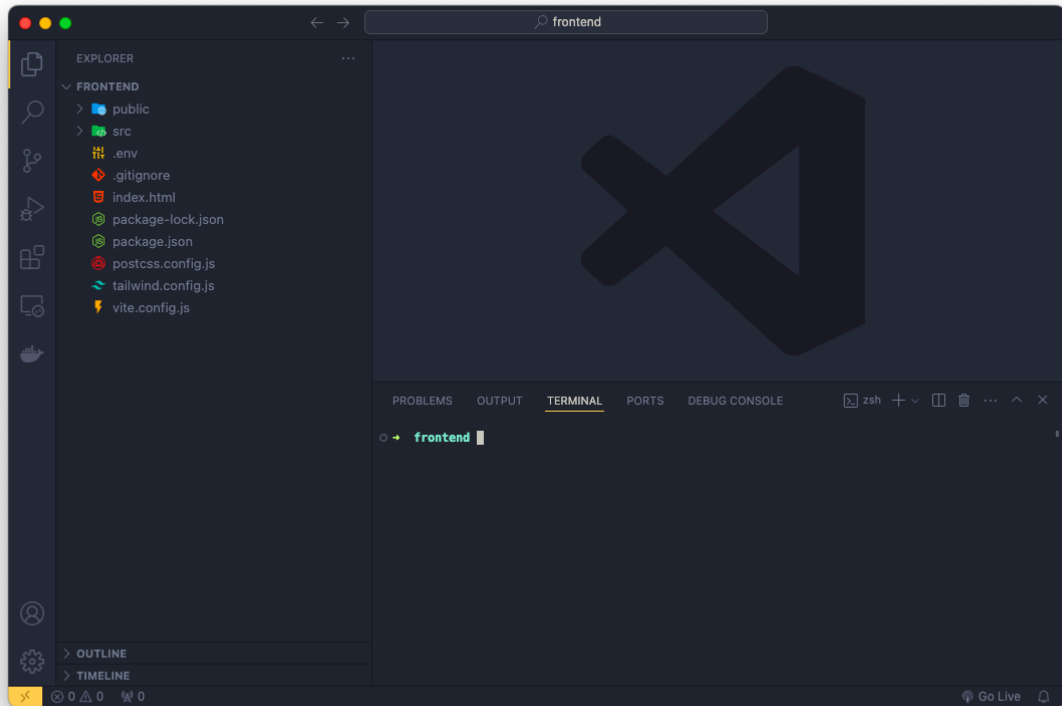 frontend
EXPLORER
FRONTEND
public
src
.env
.gitignore
index.html
package-lock.json
package.json
postcss.config.js
tailwind.config.js
vite.config.js
OUTLINE
TIMELINE
PROBLEMS OUTPUT TERMINAL PORTS DEBUG CONSOLE zsh
→ frontend
0 0 0 Go Live